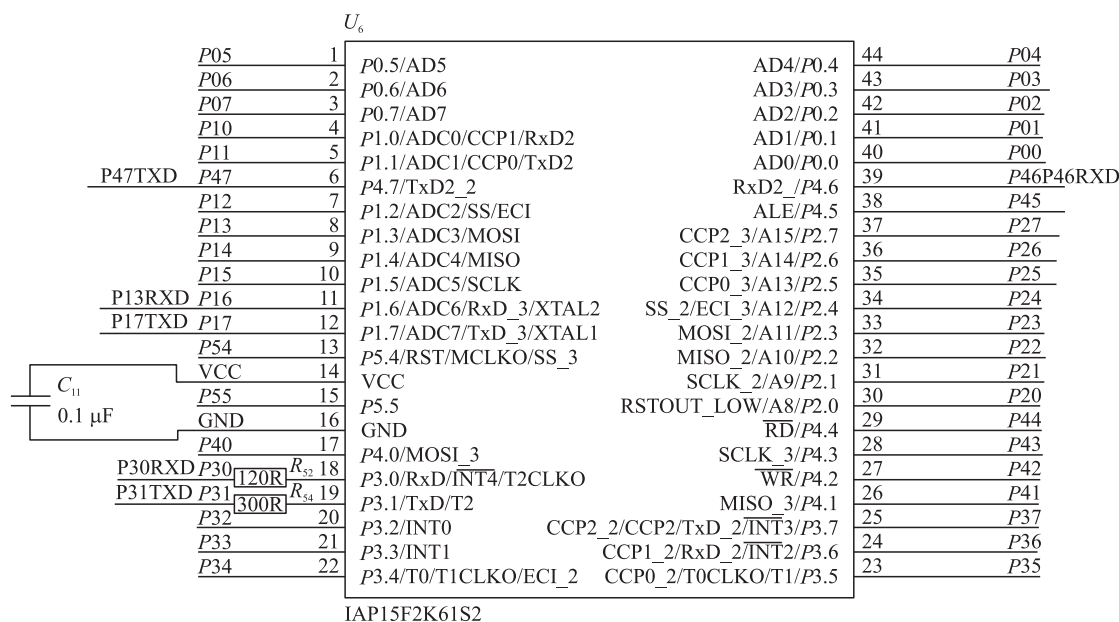 U6
P05 1 P0.5/AD5 AD4/P0.4 44 P04
P06 2 P0.6/AD6 AD3/P0.3 43 P03
P07 3 P0.7/AD7 AD2/P0.2 42 P02
P10 4 P1.0/ADC0/CCP1/RxD2 AD1/P0.1 41 P01
P11 5 P1.1/ADC1/CCP0/TxD2 AD0/P0.0 40 P00
P47TXD P47 6 P4.7/TxD2_2 RxD2_/P4.6 39 P46P46RXD
P12 7 P1.2/ADC2/SS/ECI ALE/P4.5 38 P45
P13 8 P1.3/ADC3/MOSI CCP2_3/A15/P2.7 37 P27
P14 9 P1.4/ADC4/MISO CCP1_3/A14/P2.6 36 P26
P15 10 P1.5/ADC5/SCLK CCP0_3/A13/P2.5 35 P25
P13RXD P16 11 P1.6/ADC6/RxD_3/XTAL2 SS_2/ECI_3/A12/P2.4 34 P24
P17TXD P17 12 P1.7/ADC7/TxD_3/XTAL1 MOSI_2/A11/P2.3 33 P23
P54 13 P5.4/RST/MCLKO/SS_3 MISO_2/A10/P2.2 32 P22
VCC 14 VCC SCLK_2/A9/P2.1 31 P21
C11
0.1 μF
P55 15 P5.5 RSTOUT_LOW/A8/P2.0 30 P20
GND 16 GND RD/P4.4 29 P44
P40 17 P4.0/MOSI_3 SCLK_3/P4.3 28 P43
P30RXD P30 120R R52 18 P3.0/RxD/INT4/T2CLKO WR/P4.2 27 P42
P31TXD P31 300R R54 19 P3.1/TxD/T2 MISO_3/P4.1 26 P41
P32 20 P3.2/INT0 CCP2_2/CCP2/TxD_2/INT3/P3.7 25 P37
P33 21 P3.3/INT1 CCP1_2/RxD_2/INT2/P3.6 24 P36
P34 22 P3.4/T0/T1CLKO/ECI_2 CCP0_2/T0CLKO/T1/P3.5 23 P35
IAP15F2K61S2